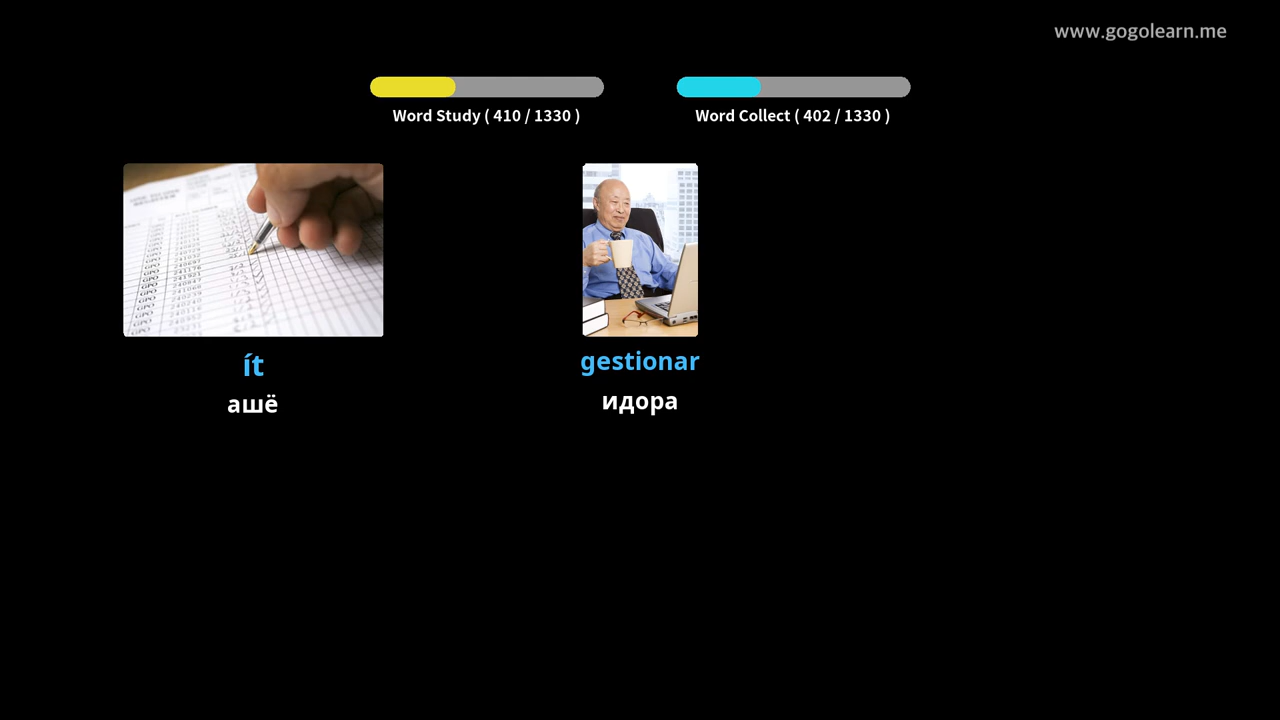 www.gogolearn.me
Word Study ( 410 / 1330 )
Word Collect ( 402 / 1330 )
ít
ашё
gestionar
идора